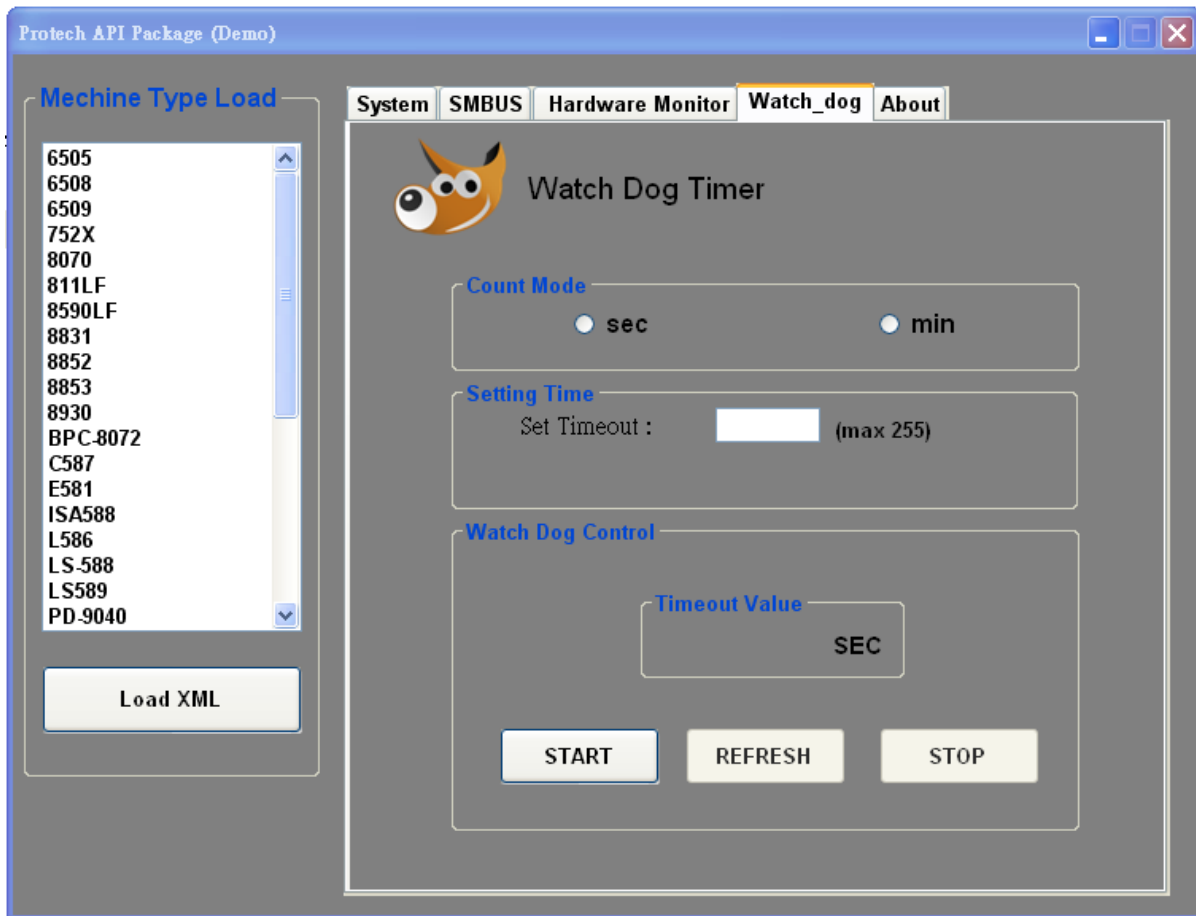 Protech API Package (Demo)
Mechine Type Load
6505
6508
6509
752X
8070
811LF
8590LF
8831
8852
8853
8930
BPC-8072
C587
E581
ISA588
L586
LS-588
LS589
PD-9040
Load XML
System SMBUS Hardware Monitor Watch_dog About
Watch Dog Timer
Count Mode
sec min
Setting Time
Set Timeout : (max 255)
Watch Dog Control
Timeout Value
SEC
START REFRESH STOP